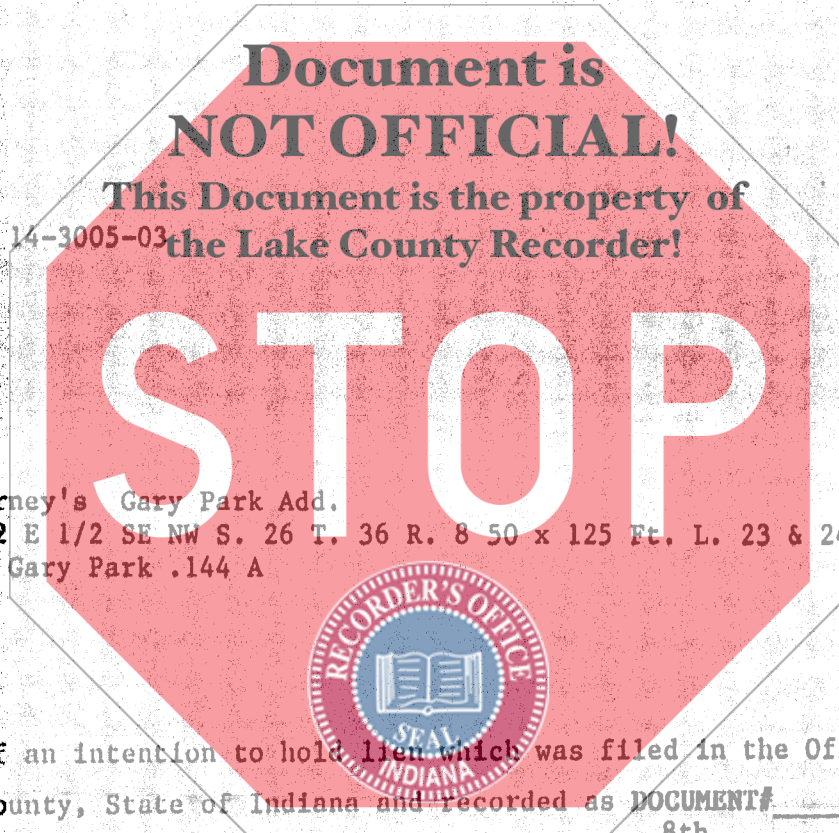 Document is
NOT OFFICIAL!
This Document is the property of
14-3005-03
the Lake County Recorder!
STOP
rney's Gary Park Add.
2 E 1/2 SE NW S. 26 T. 36 R. 8 50 x 125 Ft. L. 23 & 24
Gary Park .144 A
RECORDER'S OFFICE
SEAL
INDIANA
an intention to hold lien which was filed in the Of
ounty, State of Indiana and recorded as DOCUMENT#
8th